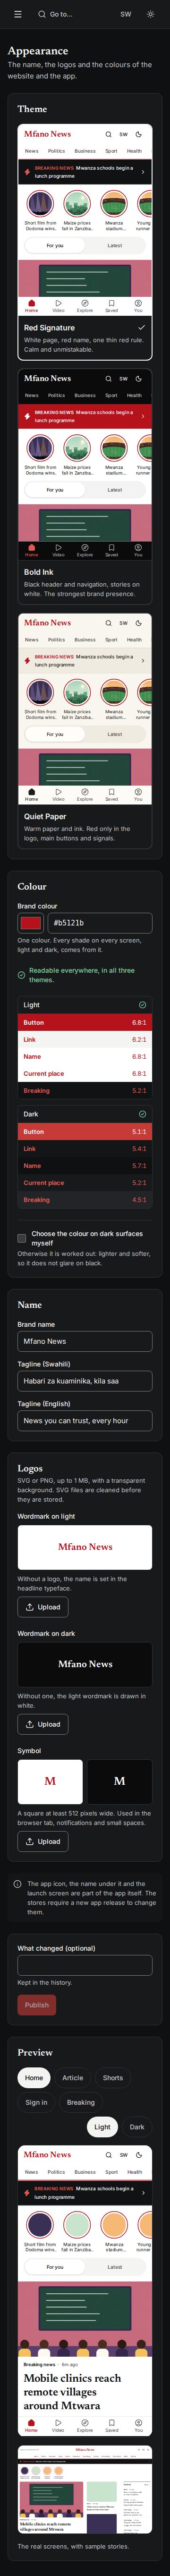 Go to...
SW
Appearance
The name, the logos and the colours of the
website and the app.
Theme
Mfano News
SW
News Politics Business Sport Health
BREAKING NEWS Mwanza schools begin a
lunch programme
Short film from
Dodoma wins.
Maize prices
fall in Zanziba..
Mwanza
stadium...
Young
runner
For you
Latest
Home Video Explore Saved You
Red Signature
White page, red name, one thin red rule.
Calm and unmistakable.
Mfano News
SW
News Politics Business Sport Health
BREAKING NEWS Mwanza schools begin a
lunch programme
Short film from
Dodoma wins.
Maize prices
fall in Zanziba..
Mwanza
stadium...
Young
runner
For you
Latest
Home Video Explore Saved You
Bold Ink
Black header and navigation, stories on
white. The strongest brand presence.
Mfano News
SW
News Politics Business Sport Health
BREAKING NEWS Mwanza schools begin a
lunch programme
Short film from
Dodoma wins.
Maize prices
fall in Zanziba..
Mwanza
stadium...
Young
runner
For you
Latest
Home Video Explore Saved You
Quiet Paper
Warm paper and ink. Red only in the
logo, main buttons and signals.
Colour
Brand colour
#b5121b
One colour. Every shade on every screen,
light and dark, comes from it.
Readable everywhere, in all three
themes.
Light
Button 6.8:1
Link 6.2:1
Name 6.8:1
Current place 6.8:1
Breaking 5.2:1
Dark
Button 5.1:1
Link 5.4:1
Name 5.7:1
Current place 5.2:1
Breaking 4.5:1
Choose the colour on dark surfaces
myself
Otherwise it is worked out: lighter and softer,
so it does not glare on black.
Name
Brand name
Mfano News
Tagline (Swahili)
Habari za kuaminika, kila saa
Tagline (English)
News you can trust, every hour
Logos
SVG or PNG, up to 1 MB, with a transparent
background. SVG files are cleaned before
they are stored.
Wordmark on light
Mfano News
Without a logo, the name is set in the
headline typeface.
Upload
Wordmark on dark
Mfano News
Without one, the light wordmark is drawn in
white.
Upload
Symbol
M
M
A square at least 512 pixels wide. Used in the
browser tab, notifications and small spaces.
Upload
The app icon, the name under it and the
launch screen are part of the app itself. The
stores require a new app release to change
them.
What changed (optional)
Kept in the history.
Publish
Preview
Home Article Shorts
Sign in Breaking
Light Dark
Mfano News
SW
News Politics Business Sport Health
BREAKING NEWS Mwanza schools begin a
lunch programme
Short film from
Dodoma wins.
Maize prices
fall in Zanziba..
Mwanza
stadium...
Young
runner
For you
Latest
Breaking news · 6m ago
Mobile clinics reach
remote villages
around Mtwara
Home Video Explore Saved You
Mfano News
Mobile clinics reach remote
villages around Mtwara
The real screens, with sample stories.